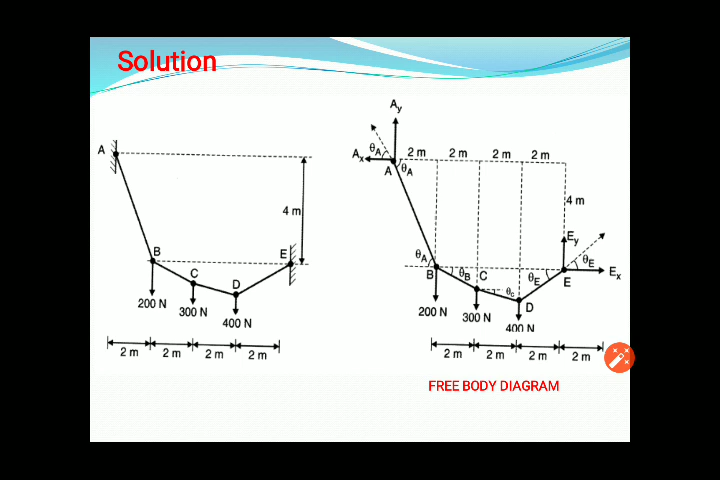 Solution
A
4 m
B
E
C
D
200 N
300 N
400 N
2 m 2 m 2 m 2 m
Ay
Ax θA 2 m 2 m 2 m 2 m
A θA
4 m
Ey
θA θE Ex
B θB C θE E
θc
D
200 N
300 N
400 N
2 m 2 m 2 m 2 m
FREE BODY DIAGRAM